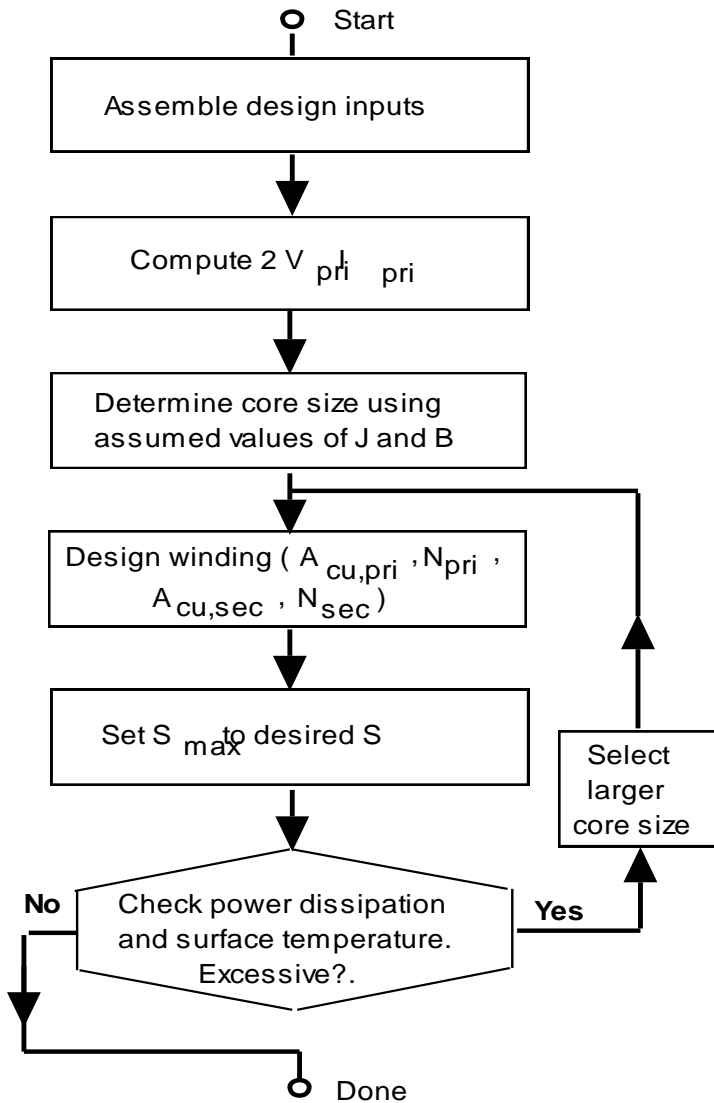 Start
Assemble design inputs
Compute 2 V pri I pri
Determine core size using
assumed values of J and B
Design winding ( A cu,pri , N pri ,
A cu,sec , N sec )
Set S max to desired S
Select
larger
core size
No
Check power dissipation
and surface temperature.
Excessive?.
Yes
Done